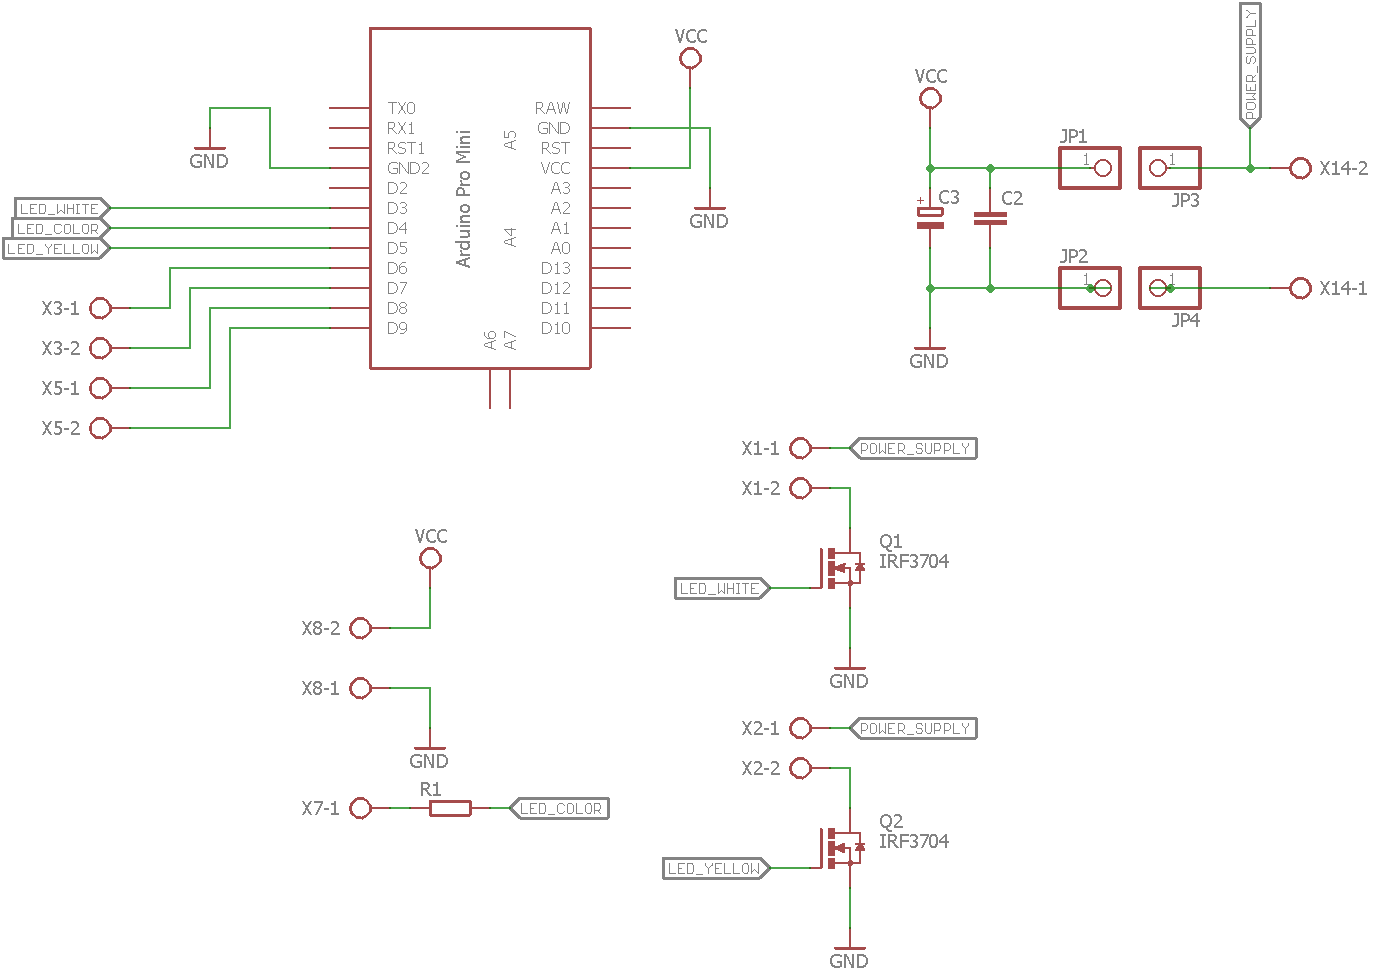 POWER_SUPPLY
VCC
VCC
TX0
RX1
RST1
GND2
D2
D3
D4
D5
D6
D7
D8
D9
Arduino Pro Mini
A5
A4
A6
A7
RAW
GND
RST
VCC
A3
A2
A1
A0
D13
D12
D11
D10
GND
GND
LED_WHITE
LED_COLOR
LED_YELLOW
X3-1
X3-2
X5-1
X5-2
JP1
1
1
JP3
X14-2
+
C3
C2
JP2
1
1
JP4
X14-1
GND
X1-1
POWER_SUPPLY
X1-2
Q1
IRF3704
LED_WHITE
GND
VCC
X8-2
X8-1
GND
X7-1
R1
LED_COLOR
X2-1
POWER_SUPPLY
X2-2
Q2
IRF3704
LED_YELLOW
GND